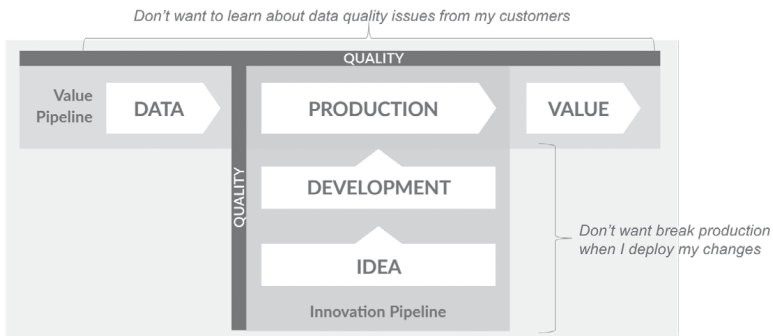 Don't want to learn about data quality issues from my customers
QUALITY
Value
Pipeline
DATA
PRODUCTION
VALUE
QUALITY
DEVELOPMENT
Don't want break production
when I deploy my changes
IDEA
Innovation Pipeline